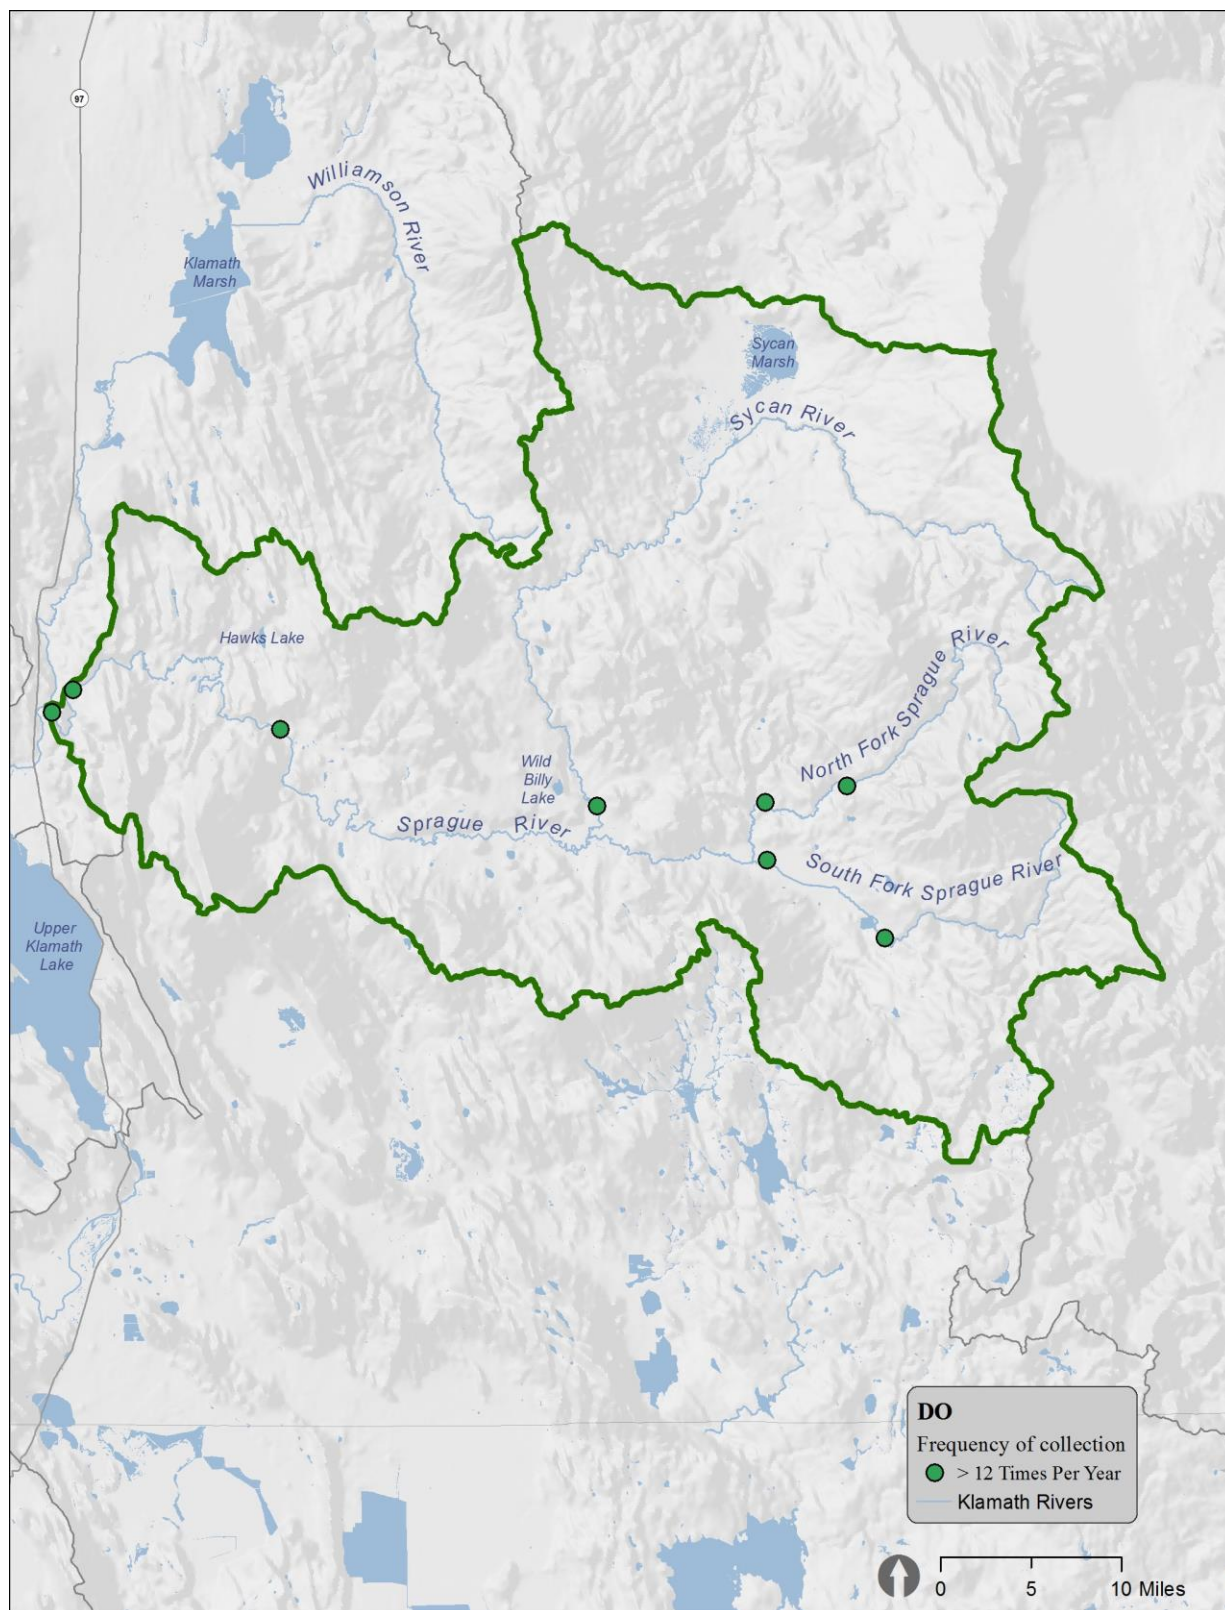 97
Williamson River
Klamath
Marsh
Sycan
Marsh
Sycan River
Hawks Lake
North Fork Sprague River
Wild
Billy
Lake
Sprague River
South Fork Sprague River
Upper
Klamath
Lake
DO
Frequency of collection
> 12 Times Per Year
Klamath Rivers
0 5 10 Miles